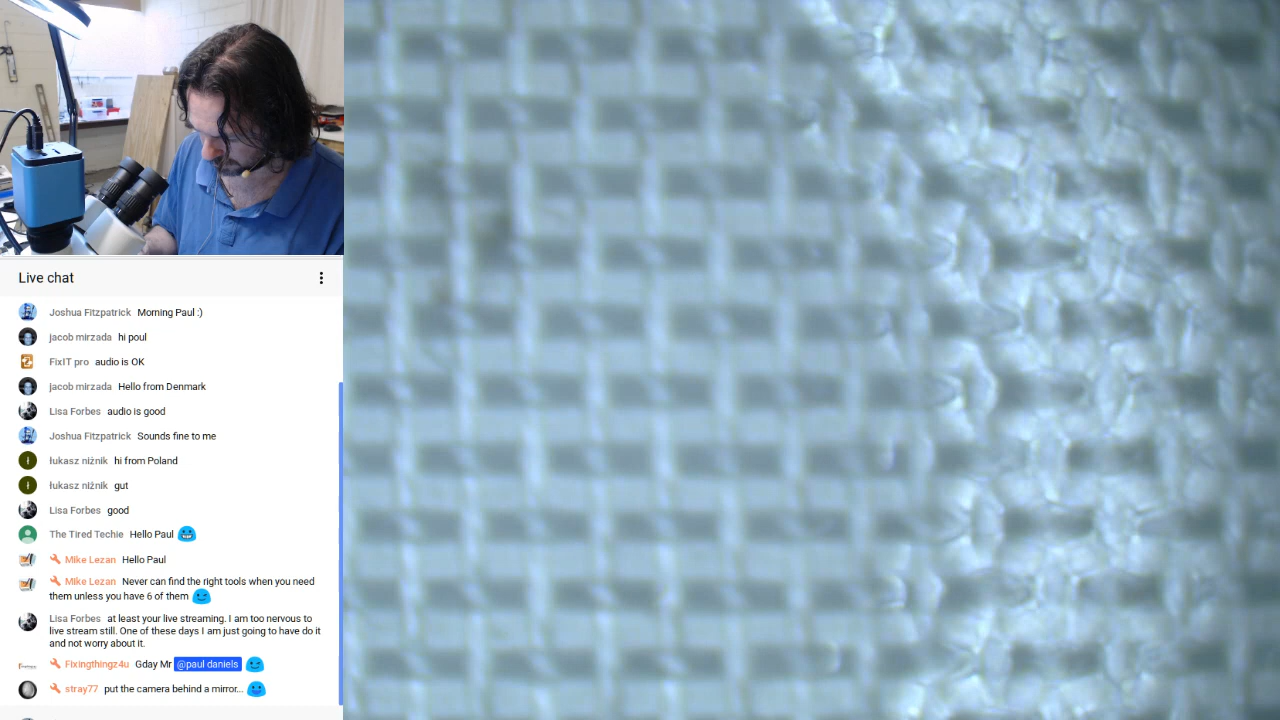 Live chat
Joshua Fitzpatrick Morning Paul :)
jacob mirzada hi poul
FixIT pro audio is OK
jacob mirzada Hello from Denmark
Lisa Forbes audio is good
Joshua Fitzpatrick Sounds fine to me
łukasz niżnik hi from Poland
łukasz niżnik gut
Lisa Forbes good
The Tired Techie Hello Paul
Mike Lezan Hello Paul
Mike Lezan Never can find the right tools when you need
them unless you have 6 of them
Lisa Forbes at least your live streaming. I am too nervous to
live stream still. One of these days I am just going to have do it
and not worry about it.
Fixingthingz4u Gday Mr @paul daniels
stray77 put the camera behind a mirror...